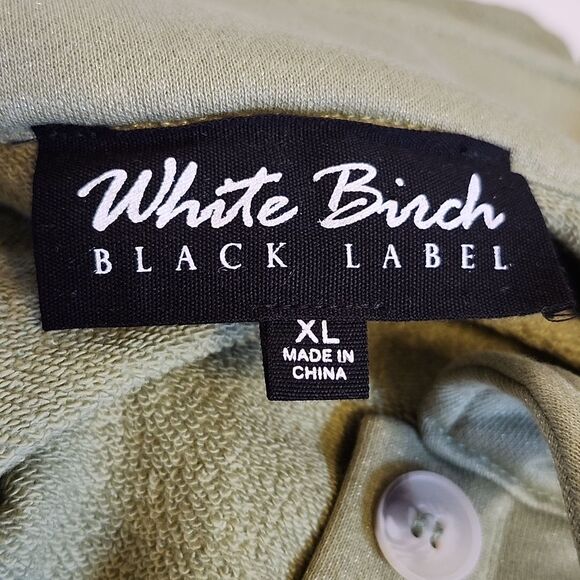 White Birch
BLACK LABEL
XL
MADE IN
CHINA